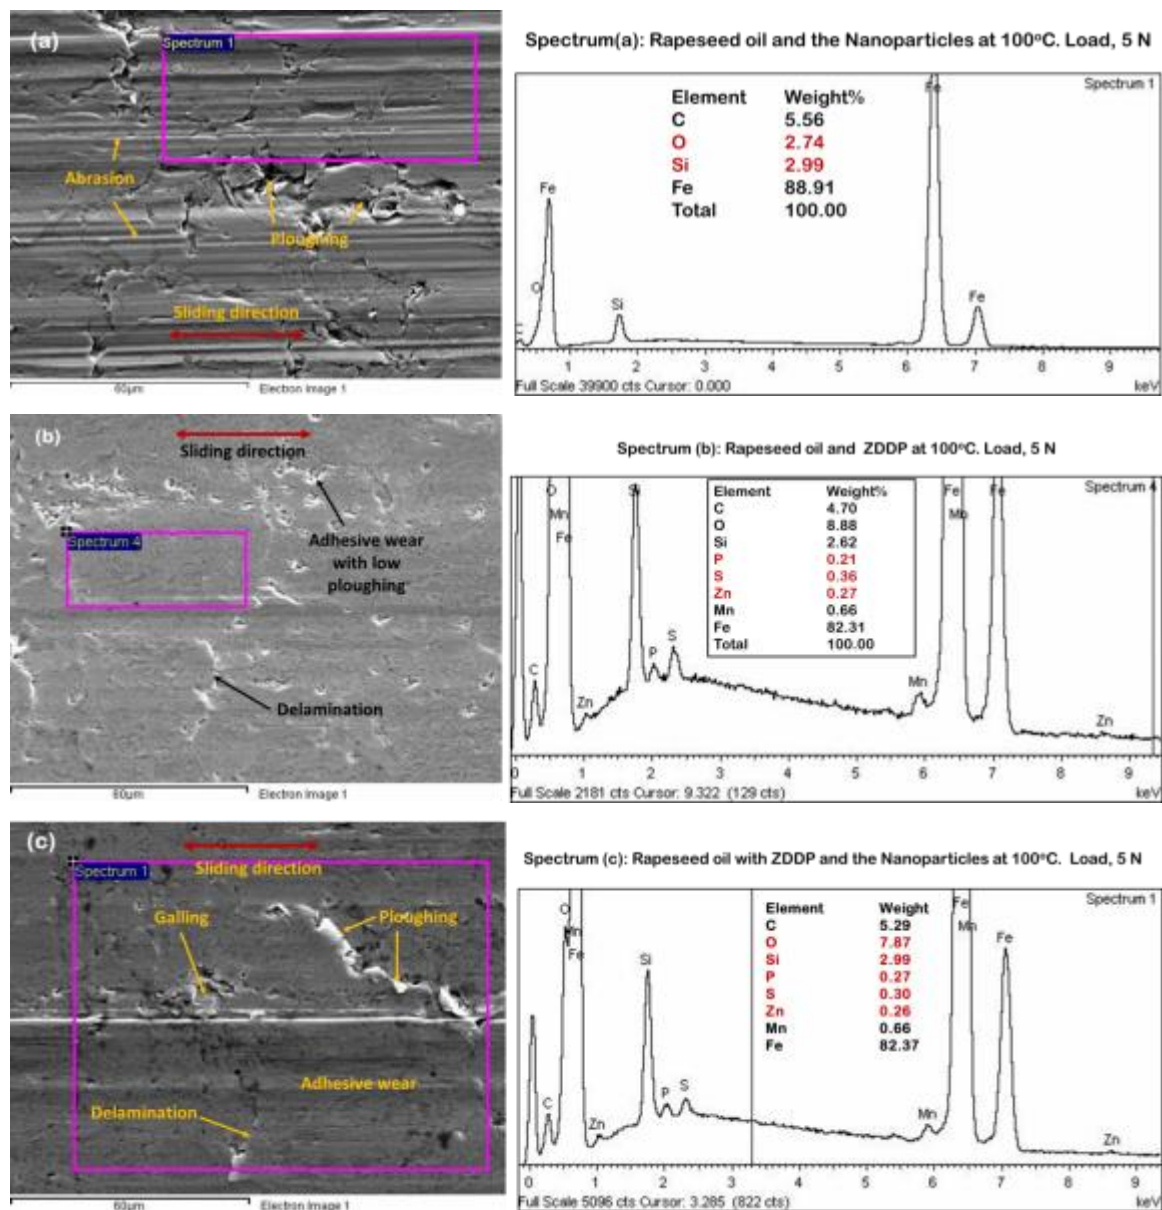 (a)
Spectrum 1
Abrasion
Ploughing
Sliding direction
60µm
Electron Image 1
Spectrum(a): Rapeseed oil and the Nanoparticles at 100°C. Load, 5 N
Spectrum 1
Element Weight%
C 5.56
O 2.74
Si 2.99
Fe 88.91
Total 100.00
Fe
Fe
O
Si
Fe
C
1 2 3 4 5 6 7 8 9
Full Scale 39900 cts Cursor: 0.000
keV
(b)
Sliding direction
Spectrum 4
Adhesive wear
with low
ploughing
Delamination
60µm
Electron Image 1
Spectrum (b): Rapeseed oil and ZDDP at 100°C. Load, 5 N
Spectrum 4
Element Weight%
C 4.70
O 8.88
Si 2.62
P 0.21
S 0.36
Zn 0.27
Mn 0.66
Fe 82.31
Total 100.00
O
Mn
Fe
Si
Fe
Mn
Fe
C
P
S
Zn
Mn
Zn
0 1 2 3 4 5 6 7 8 9
Full Scale 2181 cts Cursor: 9.322 (129 cts)
keV
(c)
Spectrum 1
Sliding direction
Galling
Ploughing
Adhesive wear
Delamination
60µm
Electron Image 1
Spectrum (c): Rapeseed oil with ZDDP and the Nanoparticles at 100°C. Load, 5 N
Spectrum 1
Element Weight
C 5.29
O 7.87
Si 2.99
P 0.27
S 0.30
Zn 0.26
Mn 0.66
Fe 82.37
O
Mn
Fe
Si
Fe
Mn
Fe
C
P
S
Zn
Mn
Zn
0 1 2 3 4 5 6 7 8 9
Full Scale 5096 cts Cursor: 3.285 (822 cts)
keV